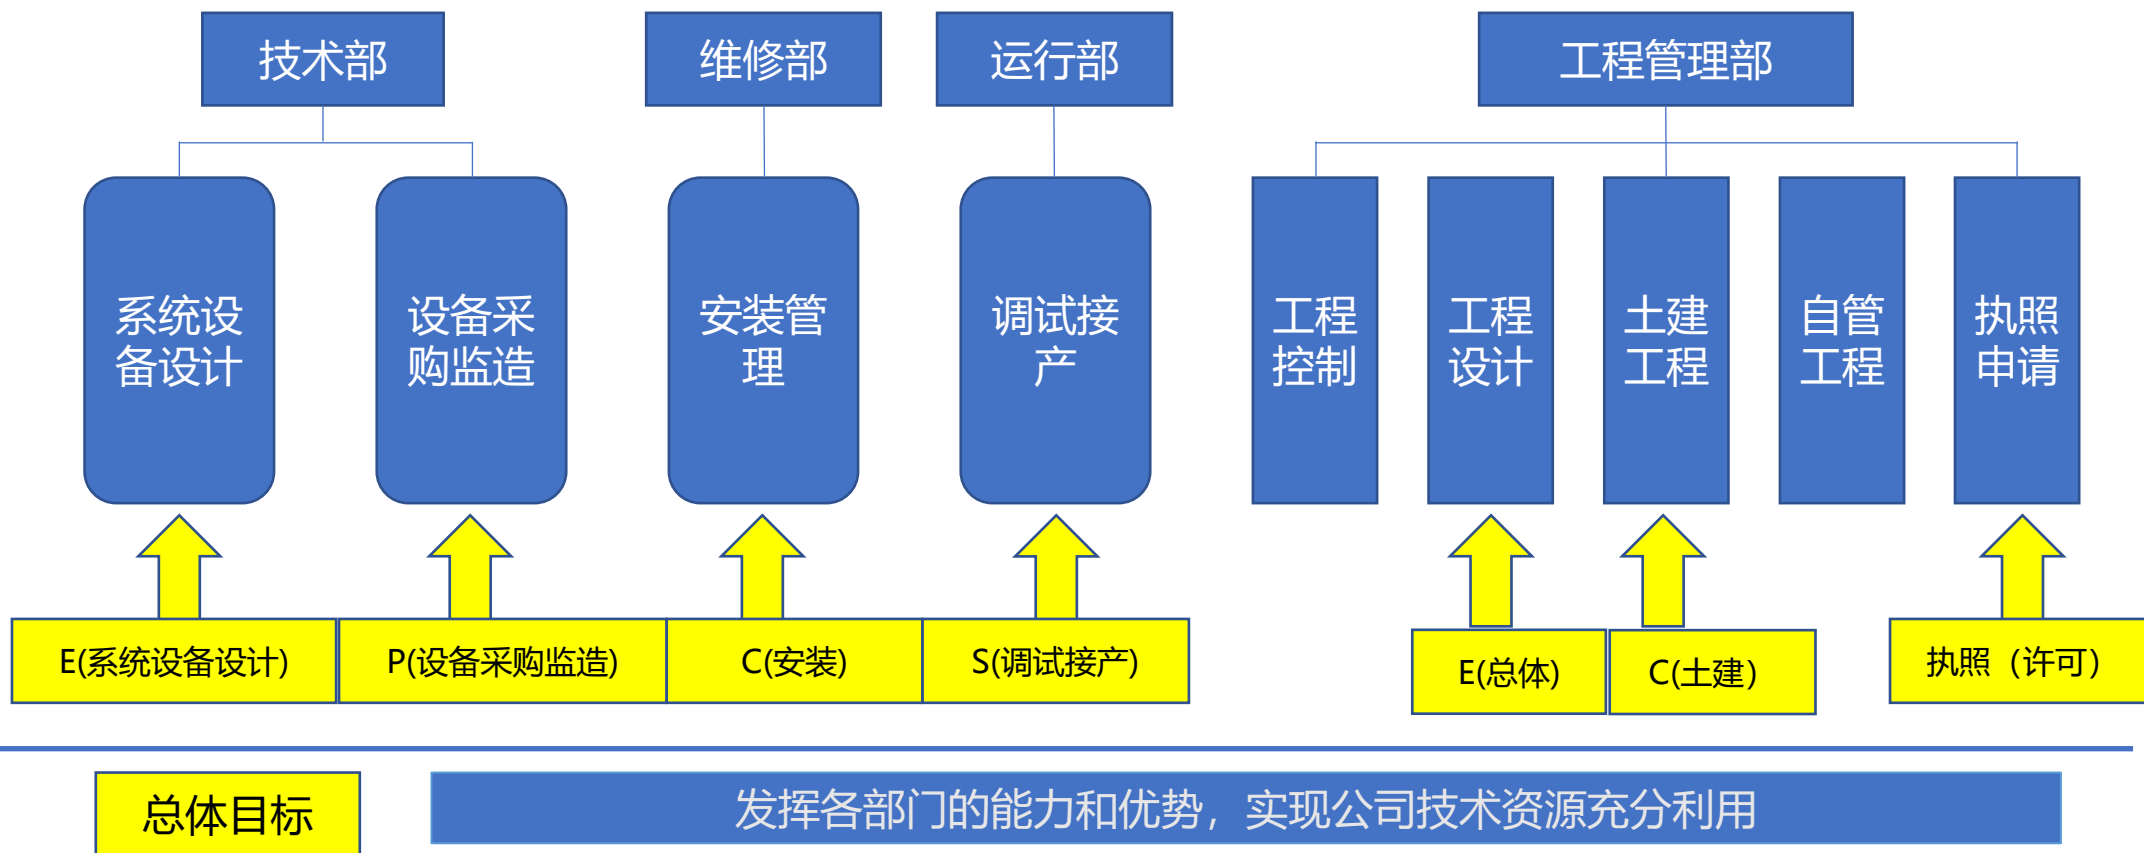 技术部
维修部
运行部
工程管理部
系统设
备设计
设备采
购监造
安装管
理
调试接
产
工程
控制
工程
设计
土建
工程
自管
工程
执照
申请
E(系统设备设计)
P(设备采购监造)
C(安装)
S(调试接产)
E(总体)
C(土建）
执照（许可）
总体目标
发挥各部门的能力和优势，实现公司技术资源充分利用